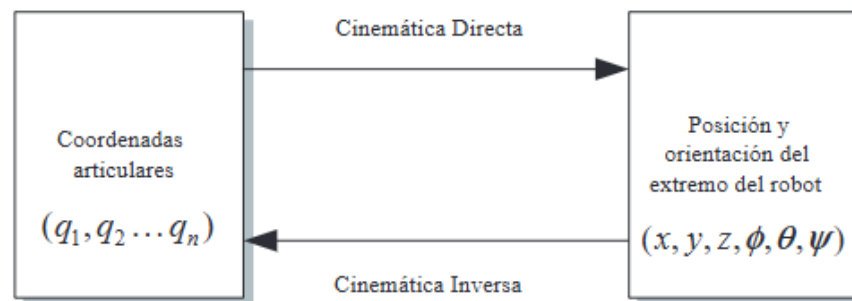 Cinemática Directa
Coordenadas
articulares
(q₁, q₂ … qₙ)
Posición y
orientación del
extremo del robot
(x, y, z, ϕ, θ, ψ)
Cinemática Inversa